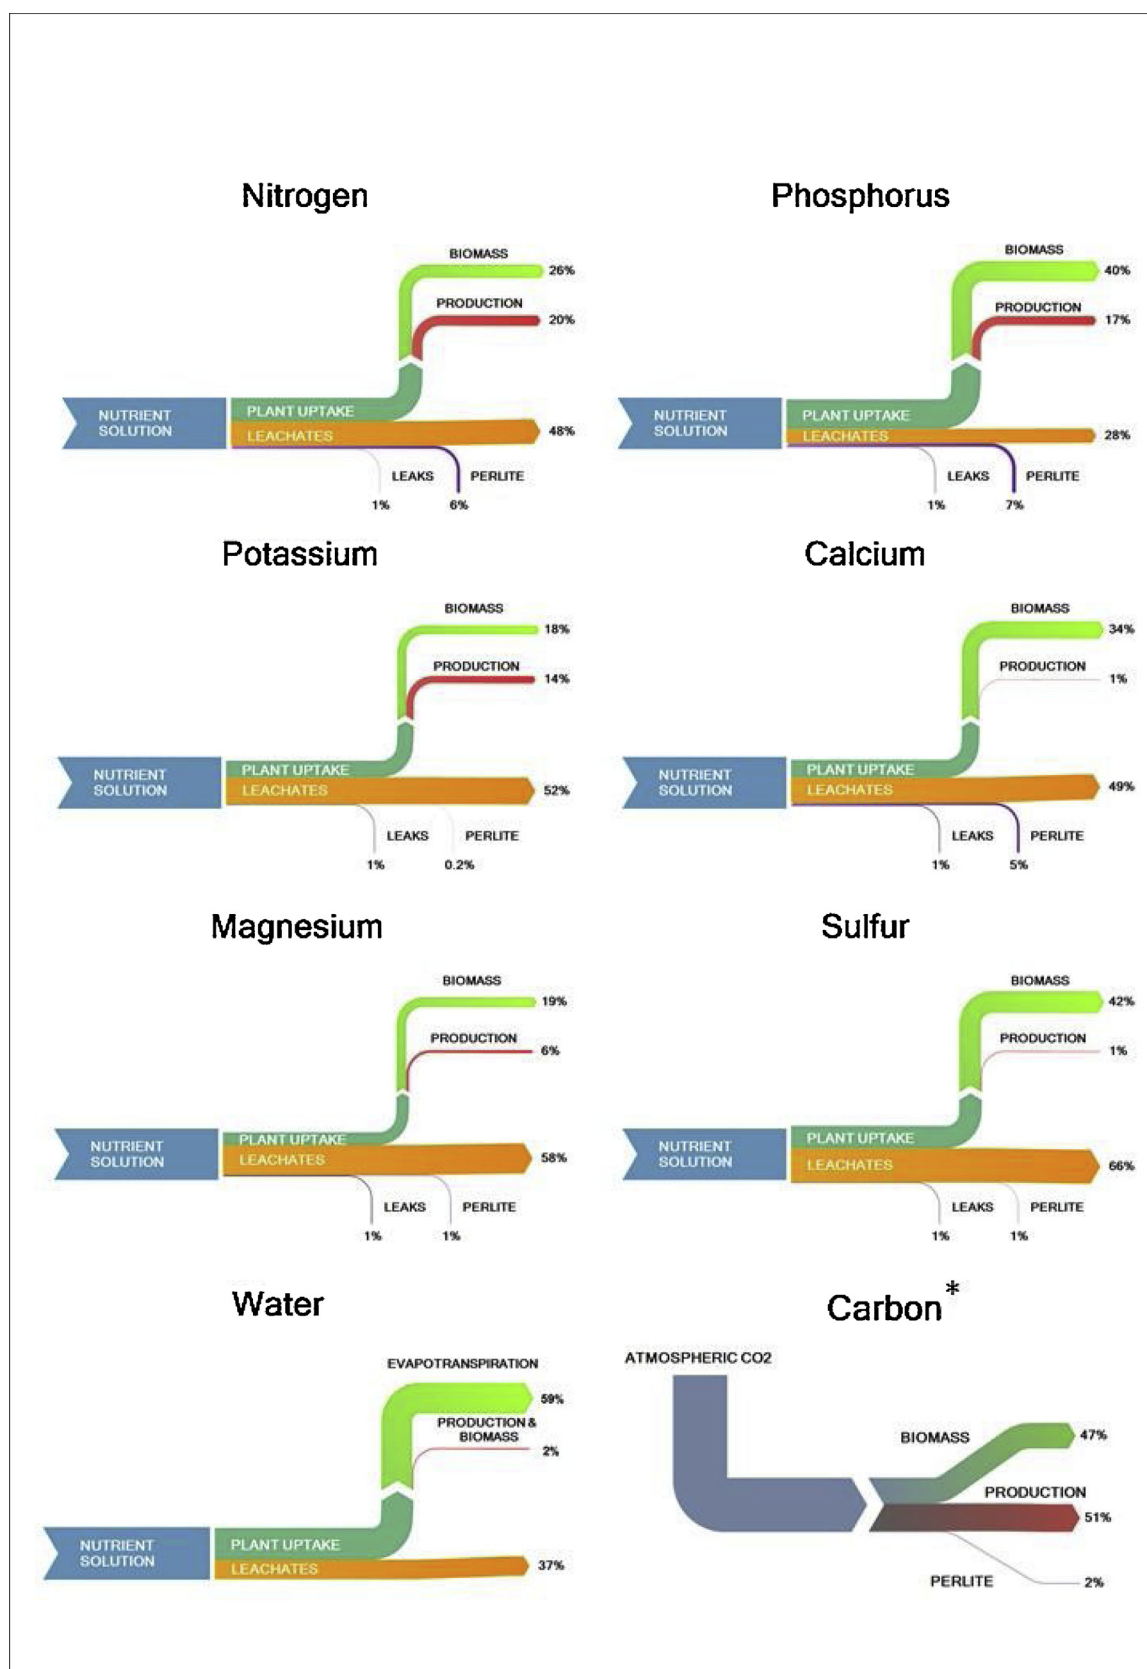 Nitrogen
BIOMASS
26%
PRODUCTION
20%
NUTRIENT
SOLUTION
PLANT UPTAKE
LEACHATES
48%
LEAKS
PERLITE
1%
6%
Phosphorus
BIOMASS
40%
PRODUCTION
17%
NUTRIENT
SOLUTION
PLANT UPTAKE
LEACHATES
28%
LEAKS
PERLITE
1%
7%
Potassium
BIOMASS
18%
PRODUCTION
14%
NUTRIENT
SOLUTION
PLANT UPTAKE
LEACHATES
52%
LEAKS
PERLITE
1%
0.2%
Calcium
BIOMASS
34%
PRODUCTION
1%
NUTRIENT
SOLUTION
PLANT UPTAKE
LEACHATES
49%
LEAKS
PERLITE
1%
5%
Magnesium
BIOMASS
19%
PRODUCTION
6%
NUTRIENT
SOLUTION
PLANT UPTAKE
LEACHATES
58%
LEAKS
PERLITE
1%
1%
Sulfur
BIOMASS
42%
PRODUCTION
1%
NUTRIENT
SOLUTION
PLANT UPTAKE
LEACHATES
66%
LEAKS
PERLITE
1%
1%
Water
EVAPOTRANSPIRATION
59%
PRODUCTION &
BIOMASS
2%
NUTRIENT
SOLUTION
PLANT UPTAKE
LEACHATES
37%
Carbon*
ATMOSPHERIC CO2
BIOMASS
47%
PRODUCTION
51%
PERLITE
2%